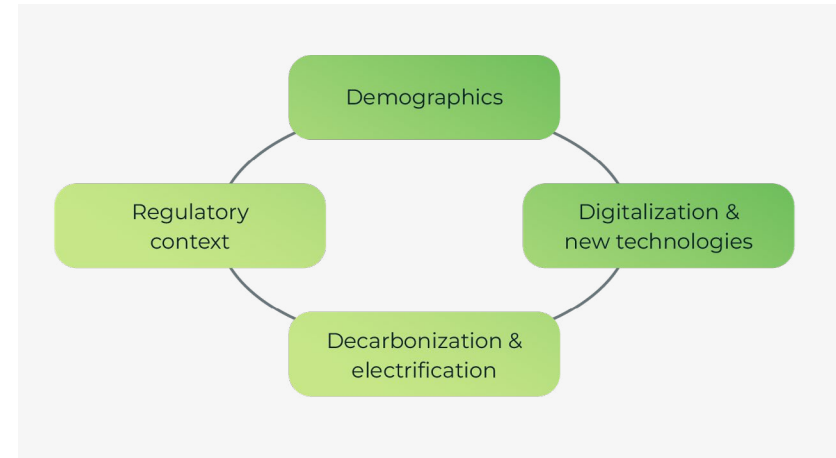 Demographics
Regulatory
context
Digitalization &
new technologies
Decarbonization &
electrification